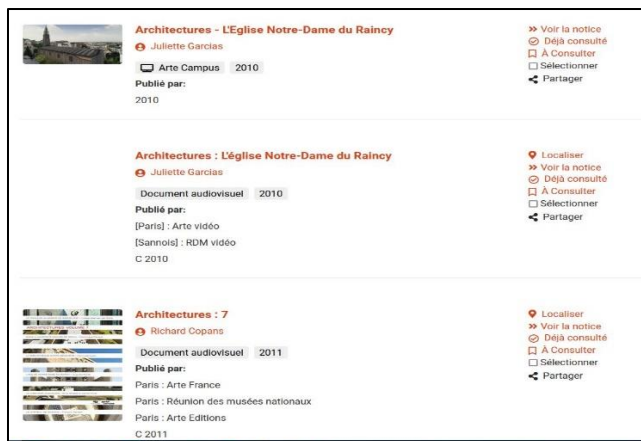 Architectures - L'Eglise Notre-Dame du Raincy
Juliette Garcias
Arte Campus 2010
Publié par:
2010
Voir la notice
Déjà consulté
À Consulter
Sélectionner
Partager
Architectures : L'église Notre-Dame du Raincy
Juliette Garcias
Document audiovisuel 2010
Publié par:
[Paris] : Arte vidéo
[Sannois] : RDM vidéo
C 2010
Localiser
Voir la notice
Déjà consulté
À Consulter
Sélectionner
Partager
Architectures : 7
Richard Copans
Document audiovisuel 2011
Publié par:
Paris : Arte France
Paris : Réunion des musées nationaux
Paris : Arte Editions
C 2011
Localiser
Voir la notice
Déjà consulté
À Consulter
Sélectionner
Partager